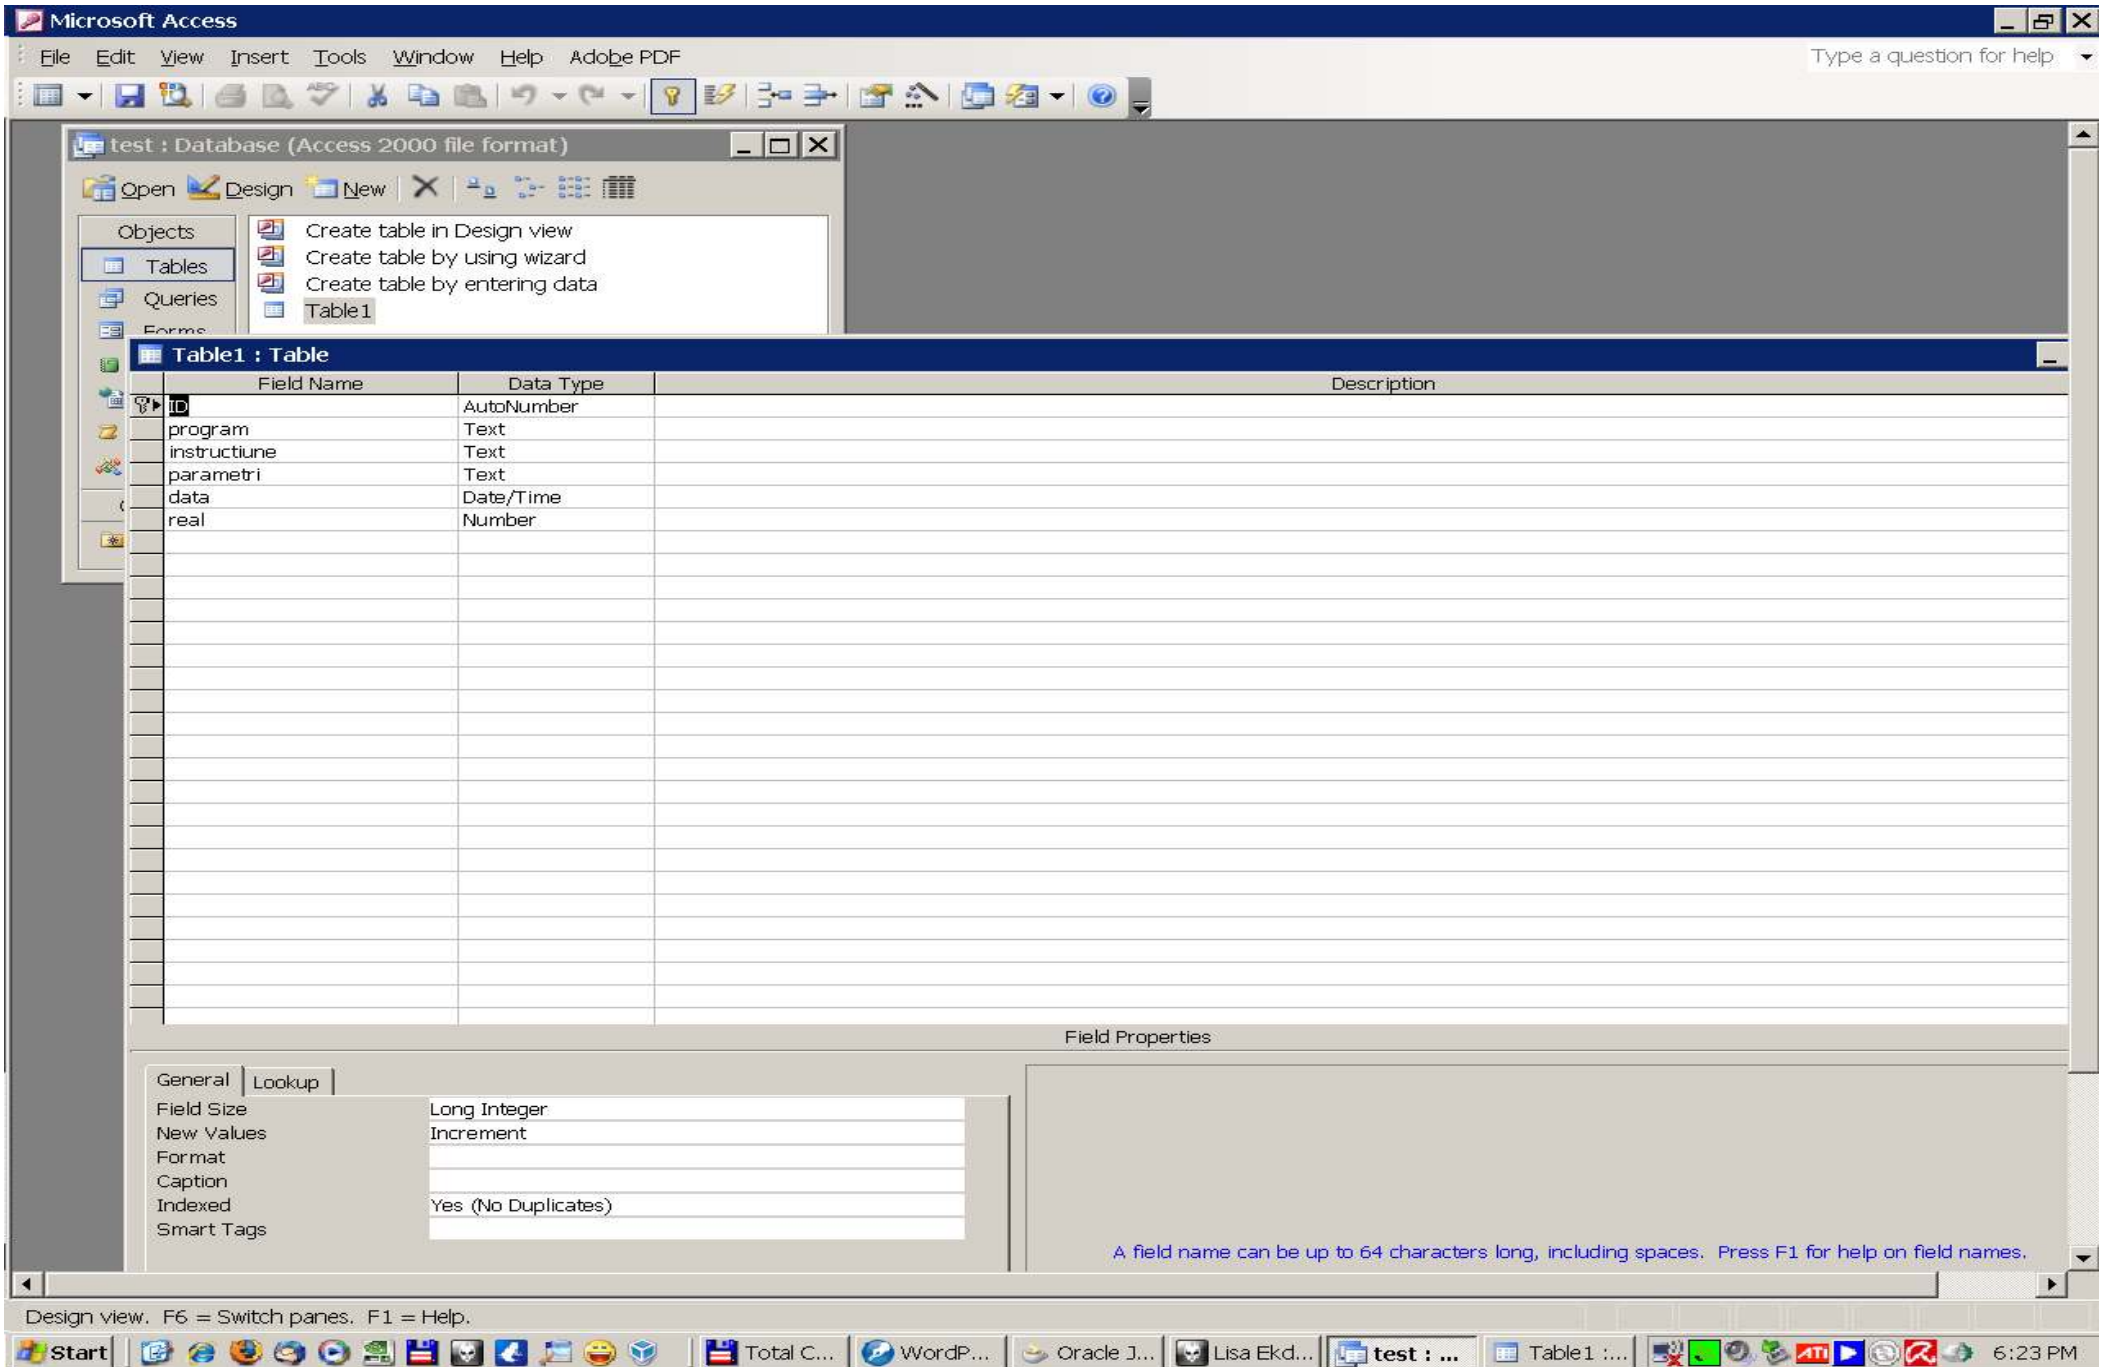 Microsoft Access
File Edit View Insert Tools Window Help Adobe PDF
Type a question for help
test : Database (Access 2000 file format)
Open Design New
Objects
Tables
Queries
Forms
Create table in Design view
Create table by using wizard
Create table by entering data
Table1
Table1 : Table
Field Name Data Type Description
ID AutoNumber
program Text
instructiune Text
parametri Text
data Date/Time
real Number
Field Properties
General Lookup
Field Size Long Integer
New Values Increment
Format
Caption
Indexed Yes (No Duplicates)
Smart Tags
A field name can be up to 64 characters long, including spaces. Press F1 for help on field names.
Design view. F6 = Switch panes. F1 = Help.
Start Total C... WordP... Oracle J... Lisa Ekd... test : ... Table1 :... ATI 6:23 PM